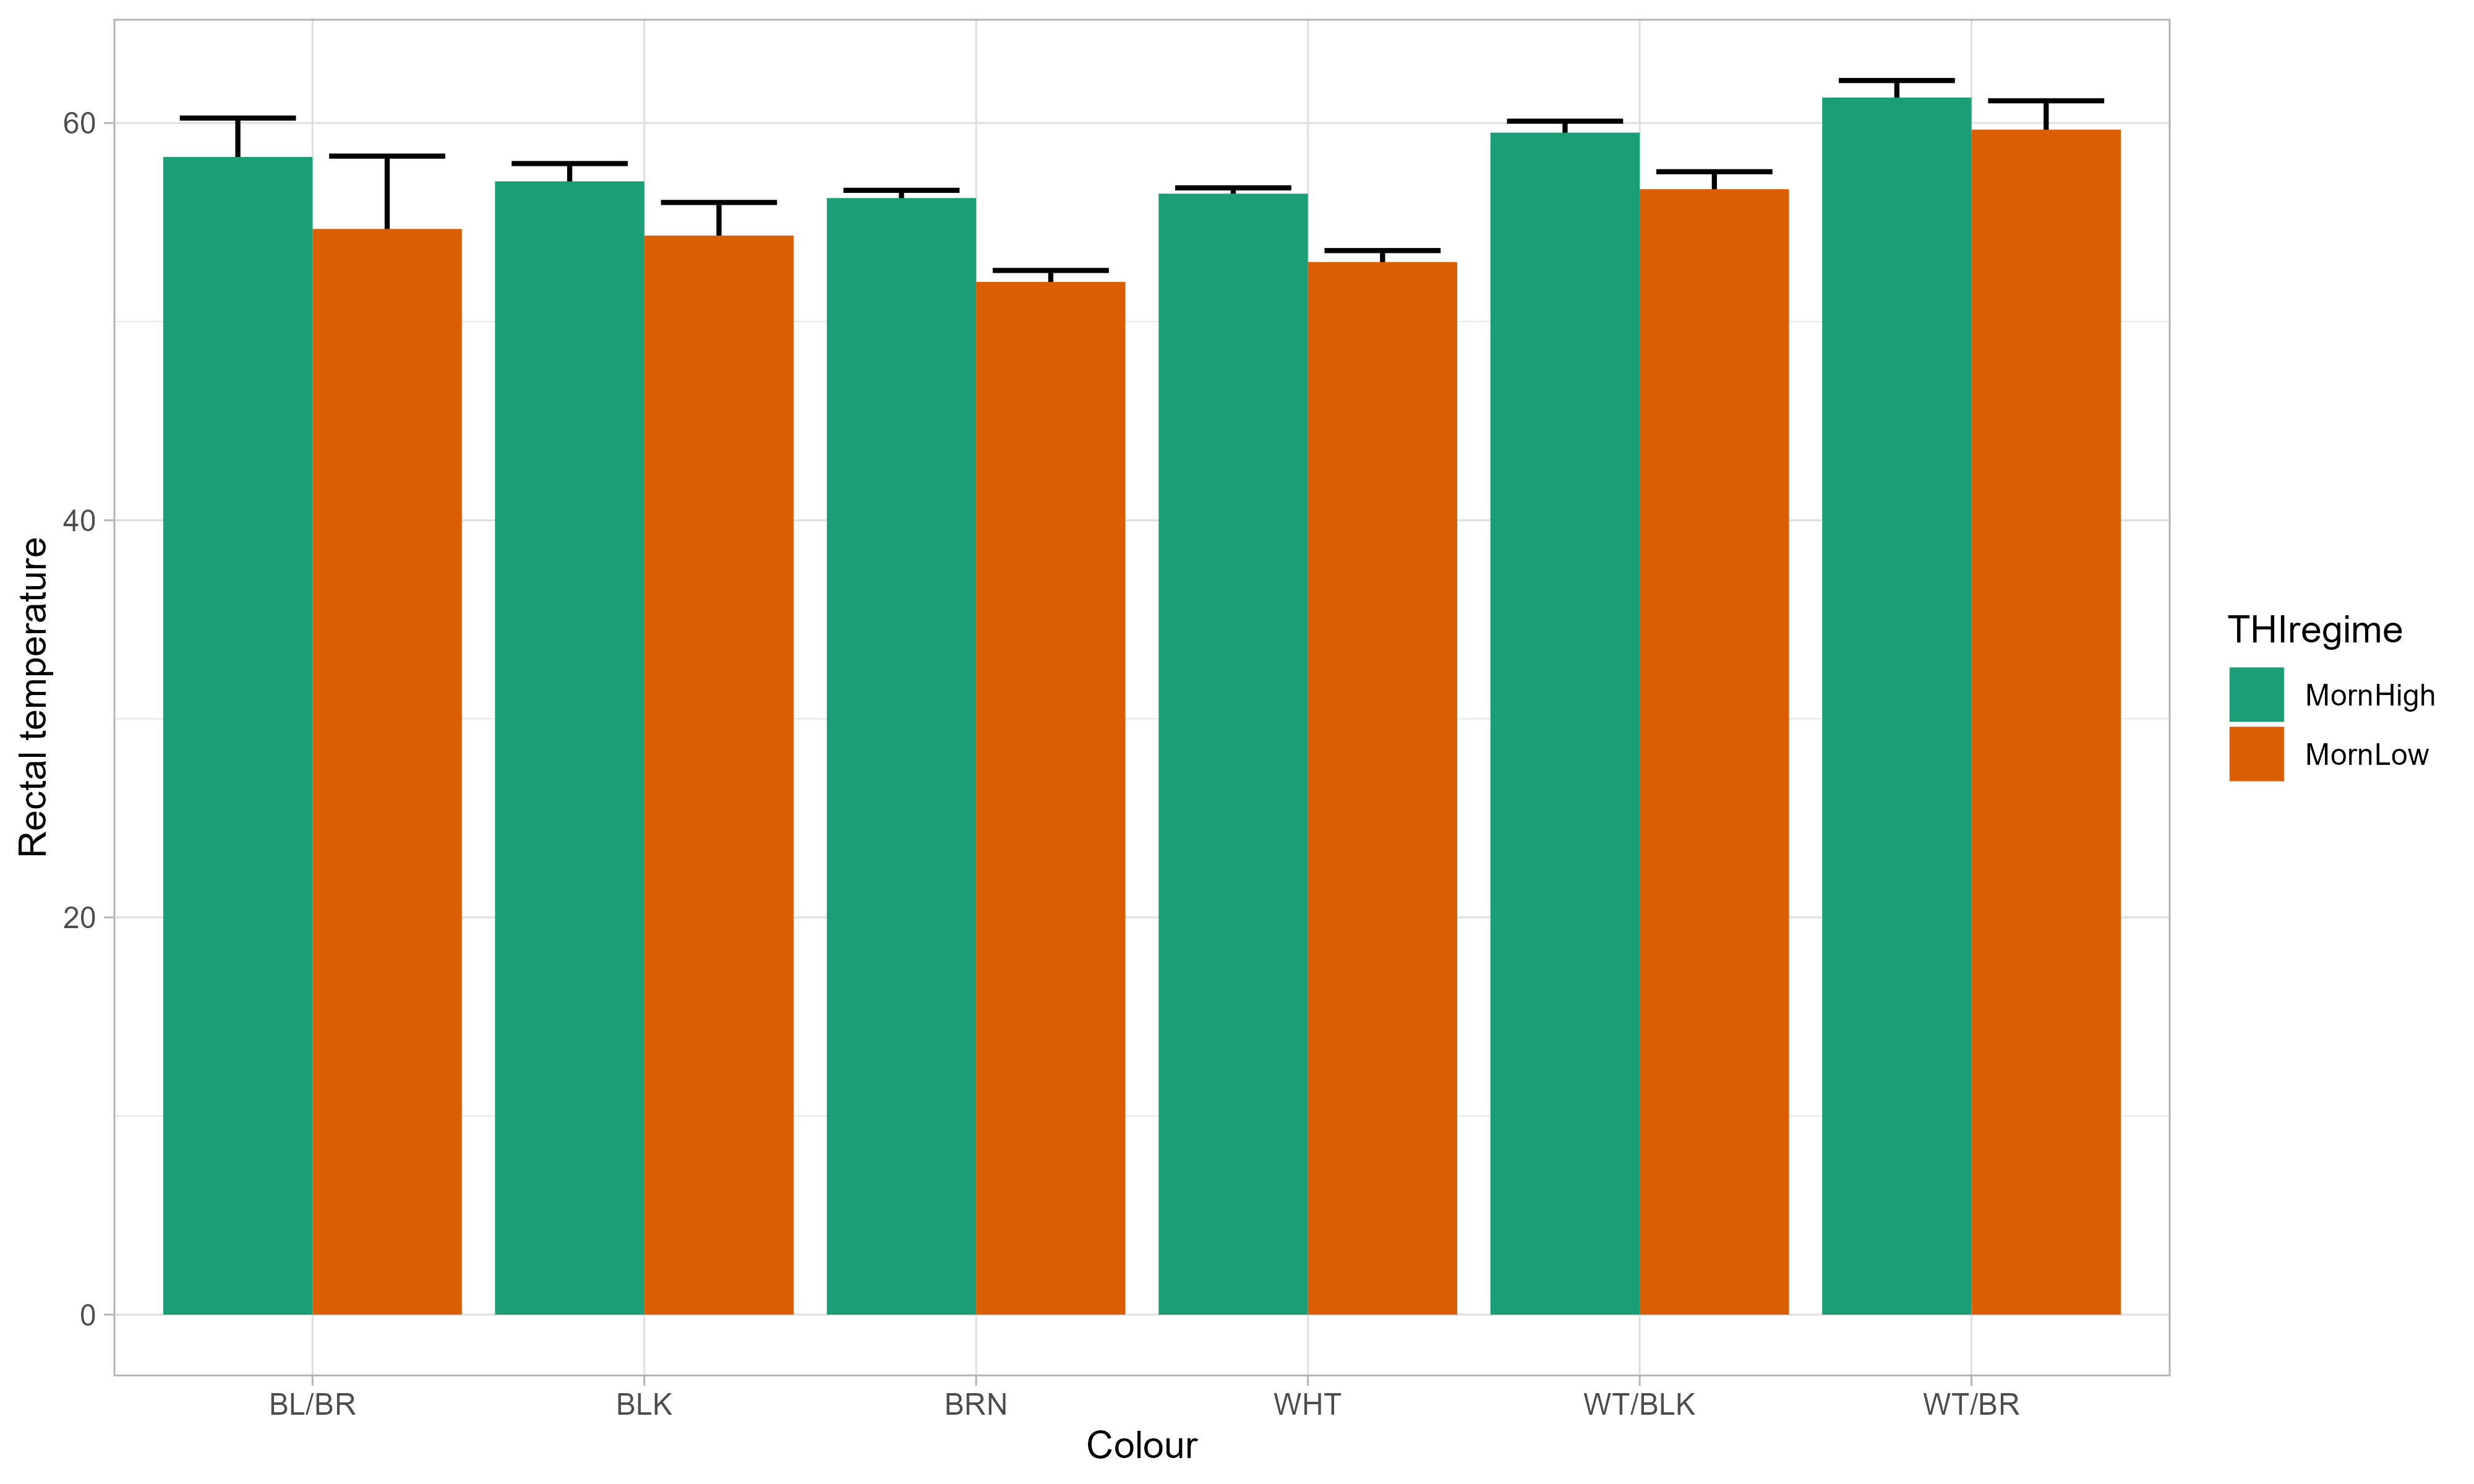 Rectal temperature
60
40
20
0
BL/BR BLK BRN WHT WT/BLK WT/BR
Colour
THIregime
MornHigh
MornLow